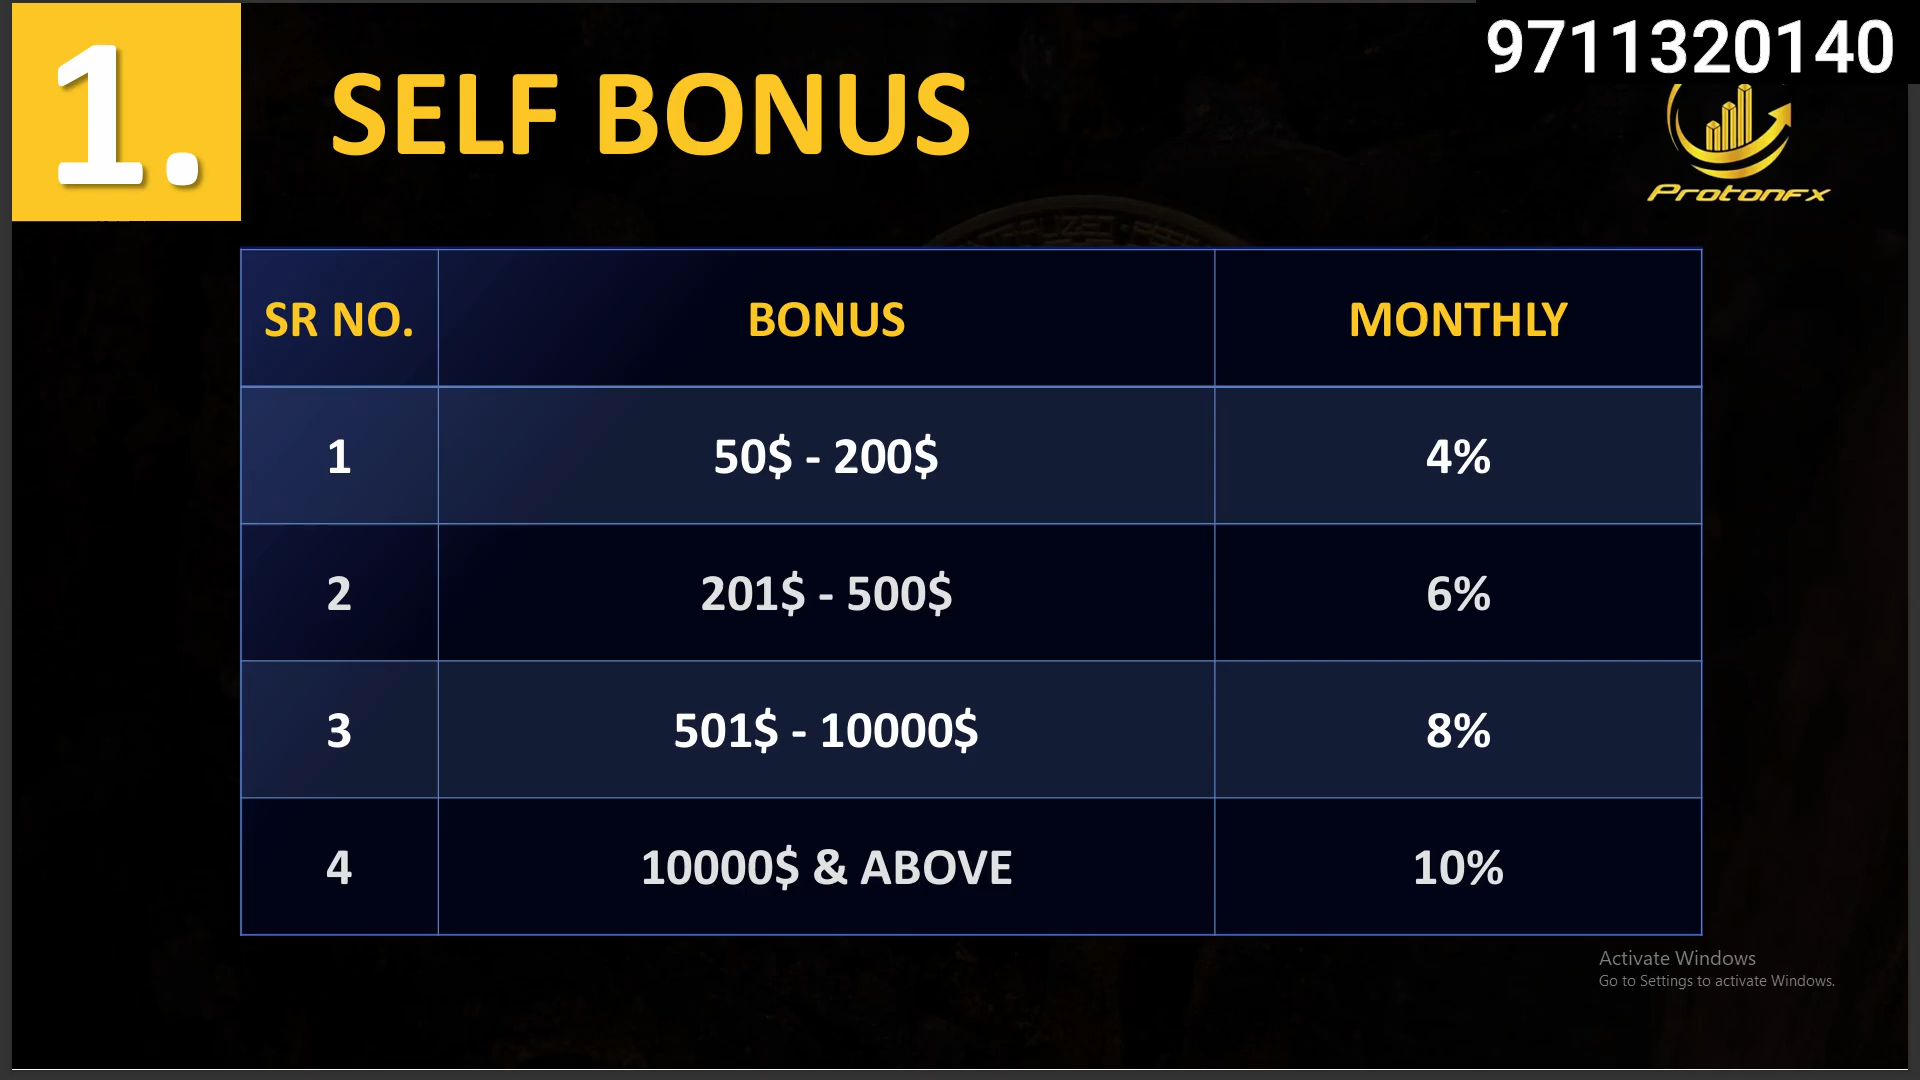 1.
SELF BONUS
9711320140
Protonfx
SR NO. BONUS MONTHLY
1 50$ - 200$ 4%
2 201$ - 500$ 6%
3 501$ - 10000$ 8%
4 10000$ & ABOVE 10%
Activate Windows
Go to Settings to activate Windows.